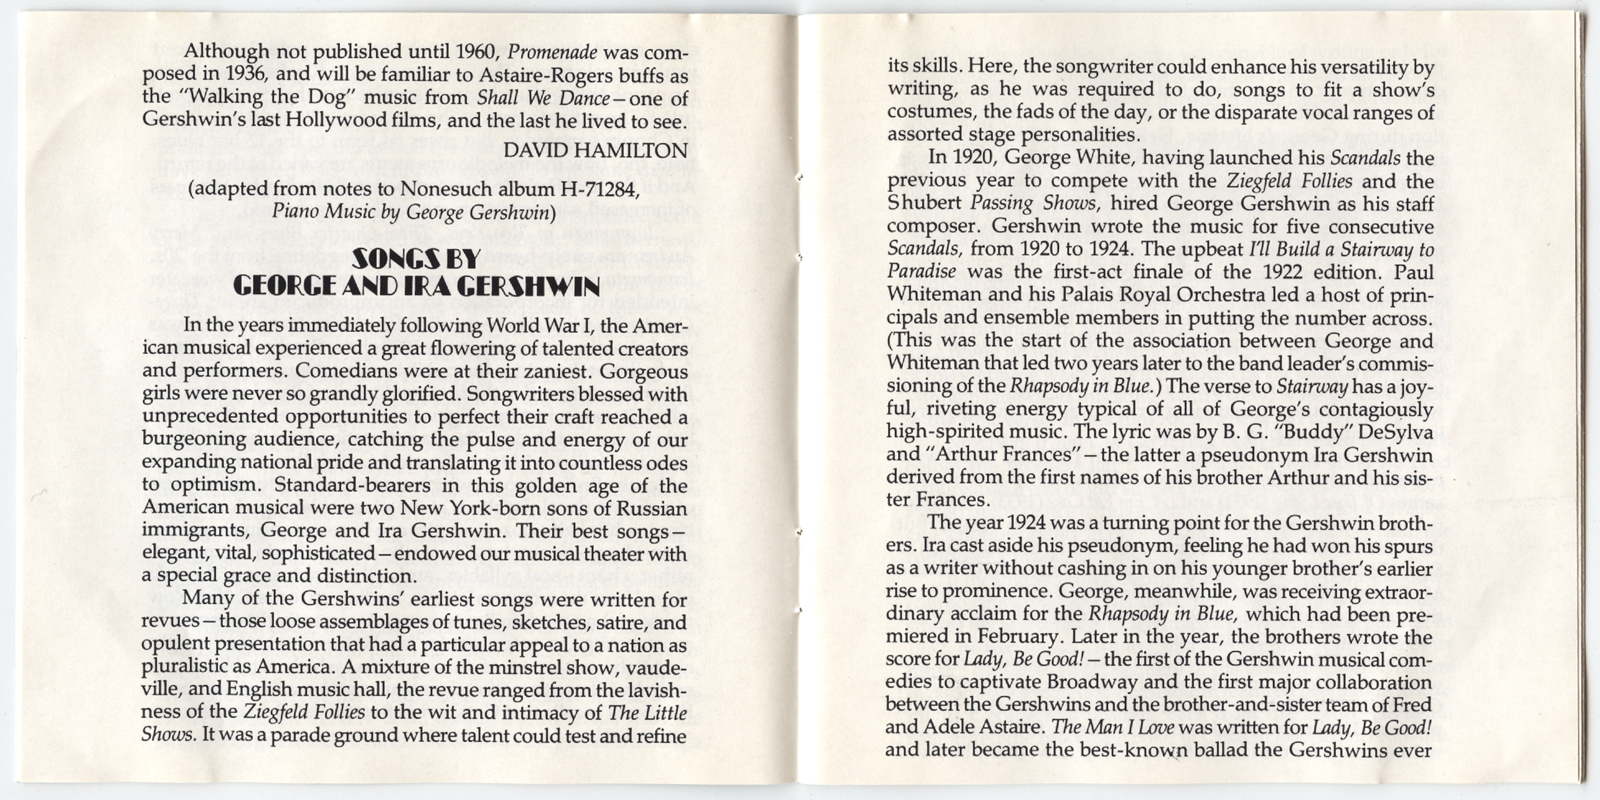 Although not published until 1960, Promenade was com-
posed in 1936, and will be familiar to Astaire-Rogers buffs as
the “Walking the Dog” music from Shall We Dance—one of
Gershwin’s last Hollywood films, and the last he lived to see.
DAVID HAMILTON
(adapted from notes to Nonesuch album H-71284,
Piano Music by George Gershwin)
SONGS BY
GEORGE AND IRA GERSHWIN
In the years immediately following World War I, the Amer-
ican musical experienced a great flowering of talented creators
and performers. Comedians were at their zaniest. Gorgeous
girls were never so grandly glorified. Songwriters blessed with
unprecedented opportunities to perfect their craft reached a
burgeoning audience, catching the pulse and energy of our
expanding national pride and translating it into countless odes
to optimism. Standard-bearers in this golden age of the
American musical were two New York-born sons of Russian
immigrants, George and Ira Gershwin. Their best songs—
elegant, vital, sophisticated—endowed our musical theater with
a special grace and distinction.
Many of the Gershwins’ earliest songs were written for
revues—those loose assemblages of tunes, sketches, satire, and
opulent presentation that had a particular appeal to a nation as
pluralistic as America. A mixture of the minstrel show, vaude-
ville, and English music hall, the revue ranged from the lavish-
ness of the Ziegfeld Follies to the wit and intimacy of The Little
Shows. It was a parade ground where talent could test and refine
its skills. Here, the songwriter could enhance his versatility by
writing, as he was required to do, songs to fit a show’s
costumes, the fads of the day, or the disparate vocal ranges of
assorted stage personalities.
In 1920, George White, having launched his Scandals the
previous year to compete with the Ziegfeld Follies and the
Shubert Passing Shows, hired George Gershwin as his staff
composer. Gershwin wrote the music for five consecutive
Scandals, from 1920 to 1924. The upbeat I’ll Build a Stairway to
Paradise was the first-act finale of the 1922 edition. Paul
Whiteman and his Palais Royal Orchestra led a host of prin-
cipals and ensemble members in putting the number across.
(This was the start of the association between George and
Whiteman that led two years later to the band leader’s commis-
sioning of the Rhapsody in Blue.) The verse to Stairway has a joy-
ful, riveting energy typical of all of George’s contagiously
high-spirited music. The lyric was by B. G. “Buddy” DeSylva
and “Arthur Frances”—the latter a pseudonym Ira Gershwin
derived from the first names of his brother Arthur and his sis-
ter Frances.
The year 1924 was a turning point for the Gershwin broth-
ers. Ira cast aside his pseudonym, feeling he had won his spurs
as a writer without cashing in on his younger brother’s earlier
rise to prominence. George, meanwhile, was receiving extraor-
dinary acclaim for the Rhapsody in Blue, which had been pre-
miered in February. Later in the year, the brothers wrote the
score for Lady, Be Good!—the first of the Gershwin musical com-
edies to captivate Broadway and the first major collaboration
between the Gershwins and the brother-and-sister team of Fred
and Adele Astaire. The Man I Love was written for Lady, Be Good!
and later became the best-known ballad the Gershwins ever